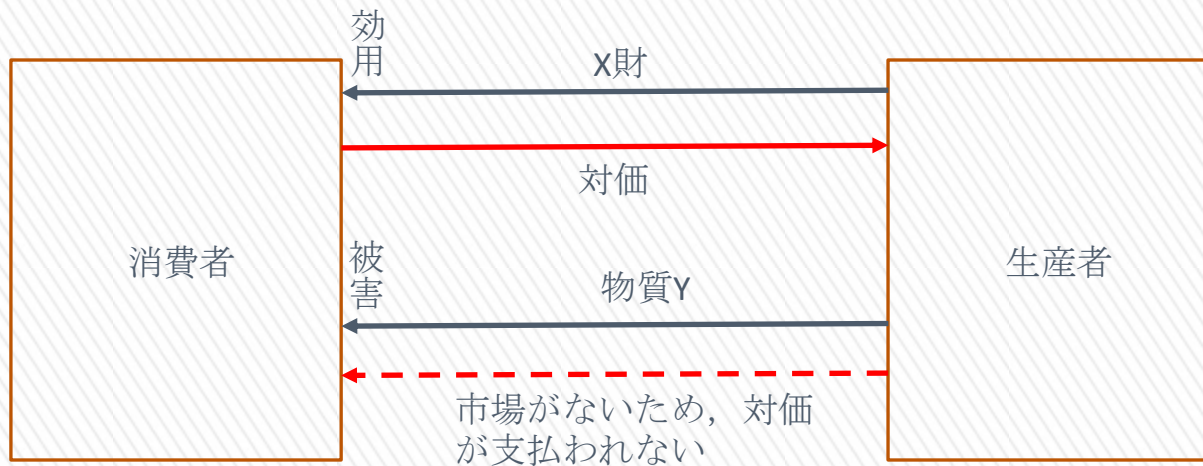 効用
X財
対価
消費者
被害
物質Y
生産者
市場がないため，対価
が支払われない